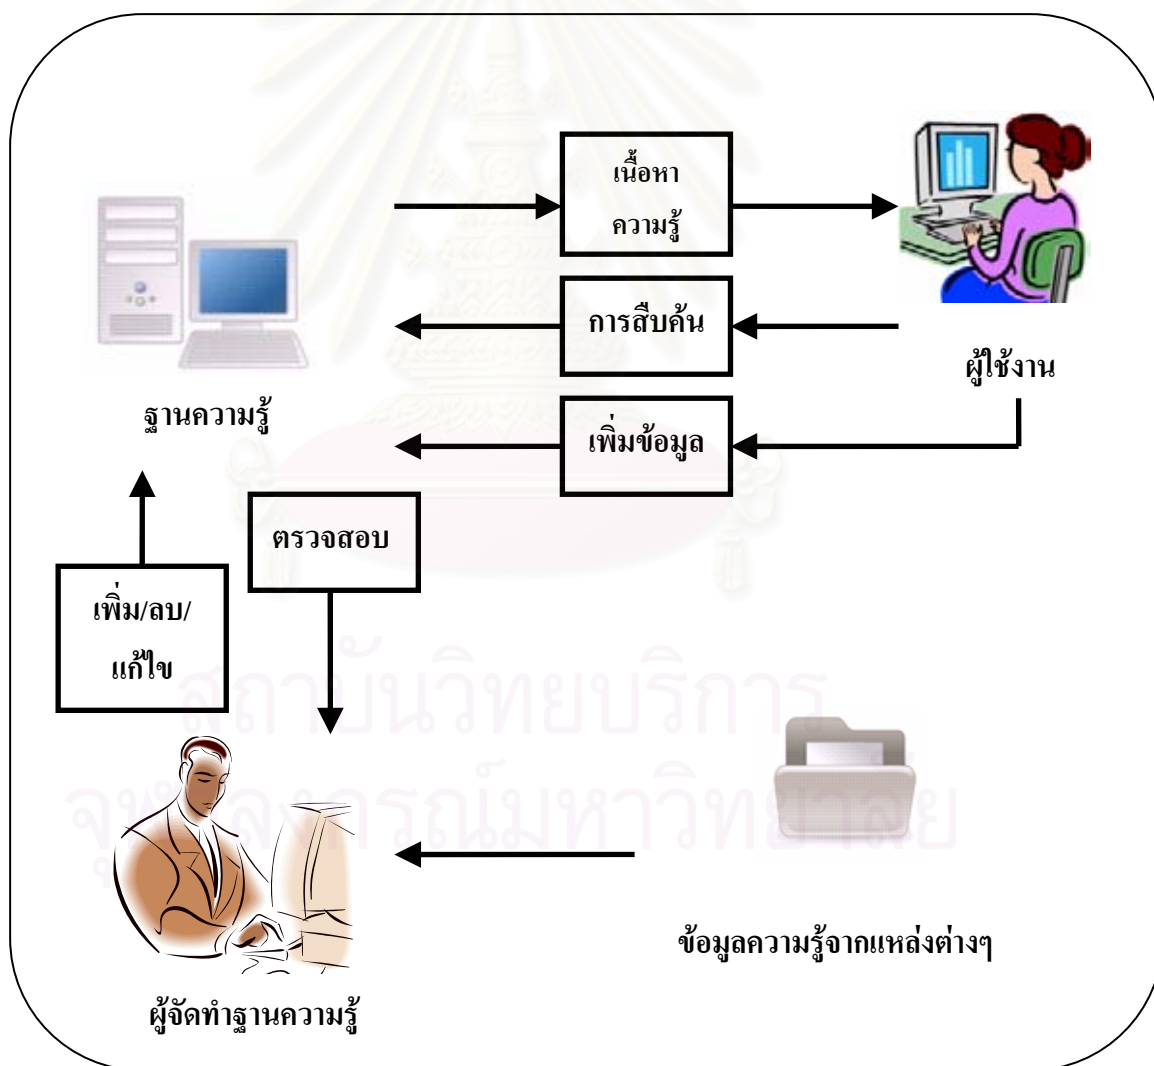 เนื้อหา
ความรู้
การสืบค้น
ผู้ใช้งาน
ฐานความรู้
เพิ่มข้อมูล
ตรวจสอบ
เพิ่ม/ลบ/
แก้ไข
สถาบันวิทยบริการ
จุฬาลงกรณ์มหาวิทยาลัย
ข้อมูลความรู้จากแหล่งต่างๆ
ผู้จัดทำฐานความรู้